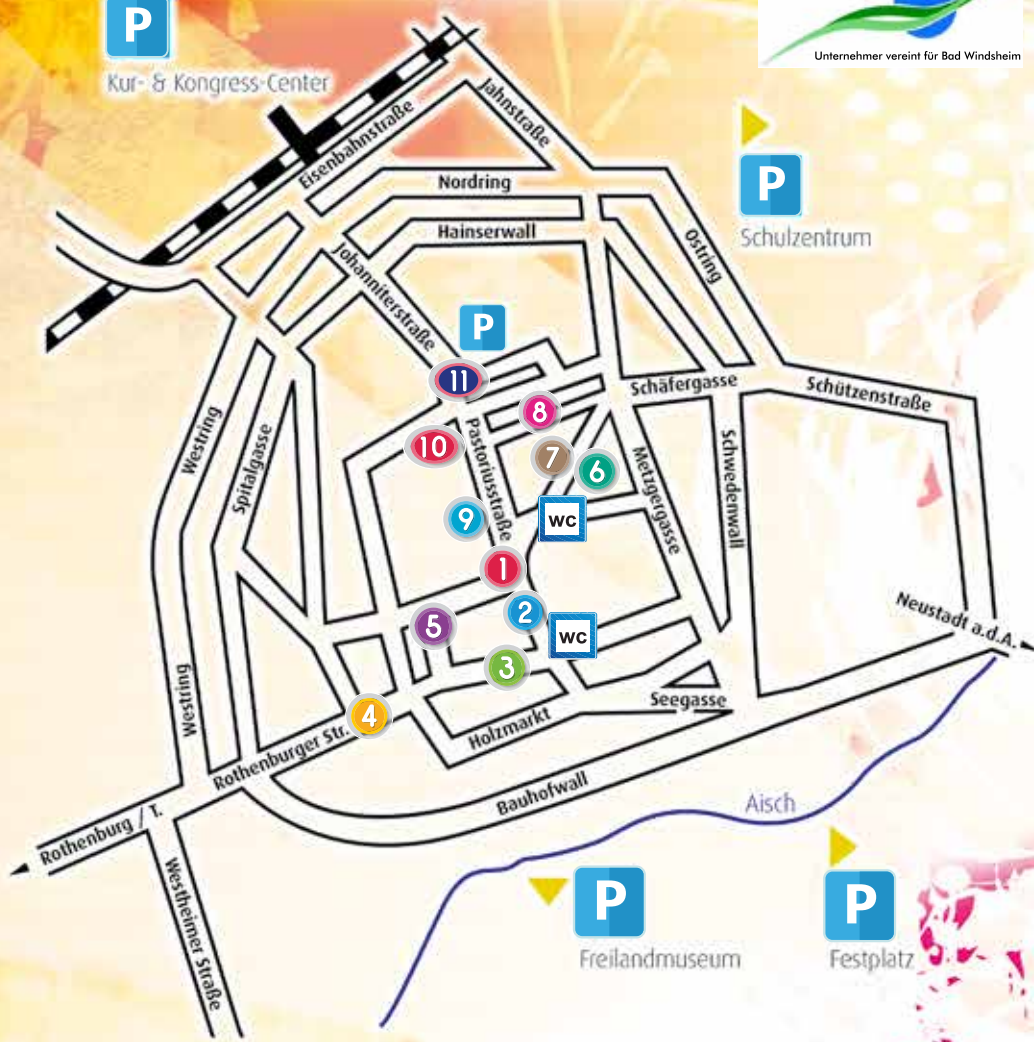 P
Kur- & Kongress-Center
Unternehmer vereint für Bad Windsheim
Jahnstraße
Eisenbahnstraße
P
Schulzentrum
Nordring
Hainserwall
Ostring
Johanniterstraße
P
11
Schäfergasse
Schützenstraße
8
10
Pastoriusstraße
7
6
Metzgergasse
Schwedenwall
Westring
Spitalgasse
9
wc
1
2
5
wc
3
Neustadt a.d.A.
Westring
4
Seegasse
Holzmarkt
Rothenburger Str.
Bauhofwall
Aisch
Rothenburg / T.
Westheimer Straße
P
Freilandmuseum
P
Festplatz